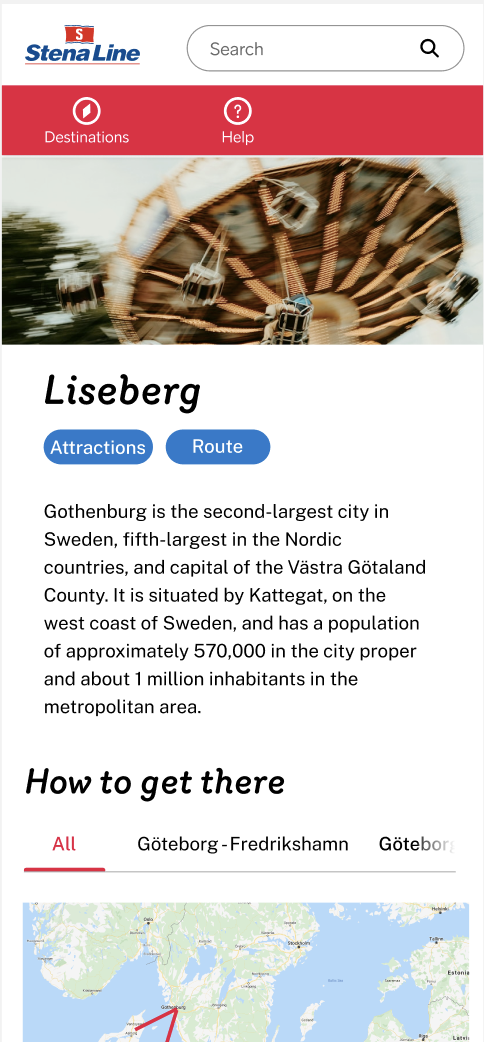 S
Stena Line
Search
Destinations
Help
Liseberg
Attractions
Route
Gothenburg is the second-largest city in
Sweden, fifth-largest in the Nordic
countries, and capital of the Västra Götaland
County. It is situated by Kattegat, on the
west coast of Sweden, and has a population
of approximately 570,000 in the city proper
and about 1 million inhabitants in the
metropolitan area.
How to get there
All
Göteborg - Fredrikshamn
Göteborg
Helsinki
Oslo
Tallinn
Stockholm
Estonia
Gothenburg
Riga
Latvi